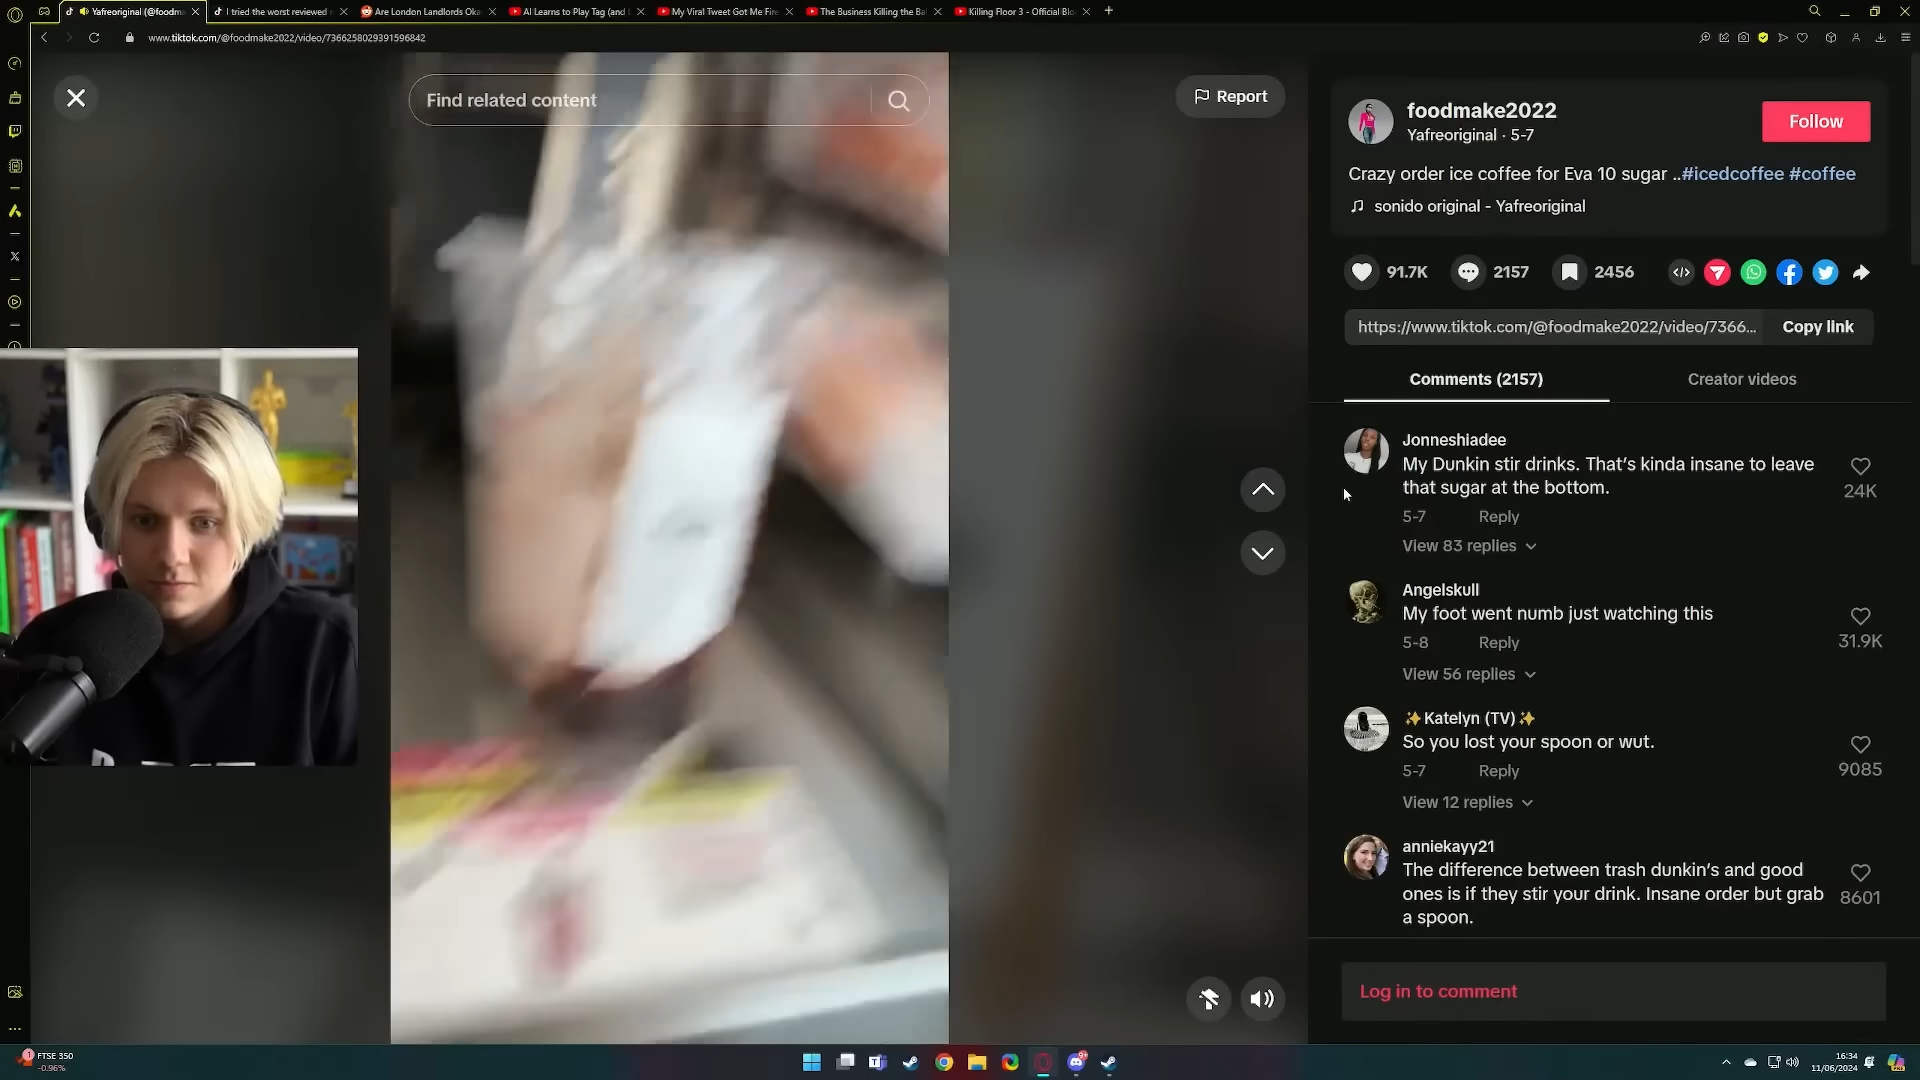 Yafreoriginal (@foodm
I tried the worst reviewed
Are London Landlords Oka
AI Learns to Play Tag (and
My Viral Tweet Got Me Fire
The Business Killing the Ba
Killing Floor 3 - Official Blo
www.tiktok.com/@foodmake2022/video/7366258029391596842
Find related content
Report
foodmake2022
Yafreoriginal · 5-7
Follow
Crazy order ice coffee for Eva 10 sugar ..#icedcoffee #coffee
sonido original - Yafreoriginal
91.7K
2157
2456
https://www.tiktok.com/@foodmake2022/video/7366...
Copy link
Comments (2157)
Creator videos
Jonneshiadee
My Dunkin stir drinks. That's kinda insane to leave
that sugar at the bottom.
24K
5-7
Reply
View 83 replies
Angelskull
My foot went numb just watching this
31.9K
5-8
Reply
View 56 replies
✨Katelyn (TV)✨
So you lost your spoon or wut.
9085
5-7
Reply
View 12 replies
anniekayy21
The difference between trash dunkin's and good
ones is if they stir your drink. Insane order but grab
a spoon.
8601
Log in to comment
1
FTSE 350
-0.96%
9+
16:34
11/06/2024